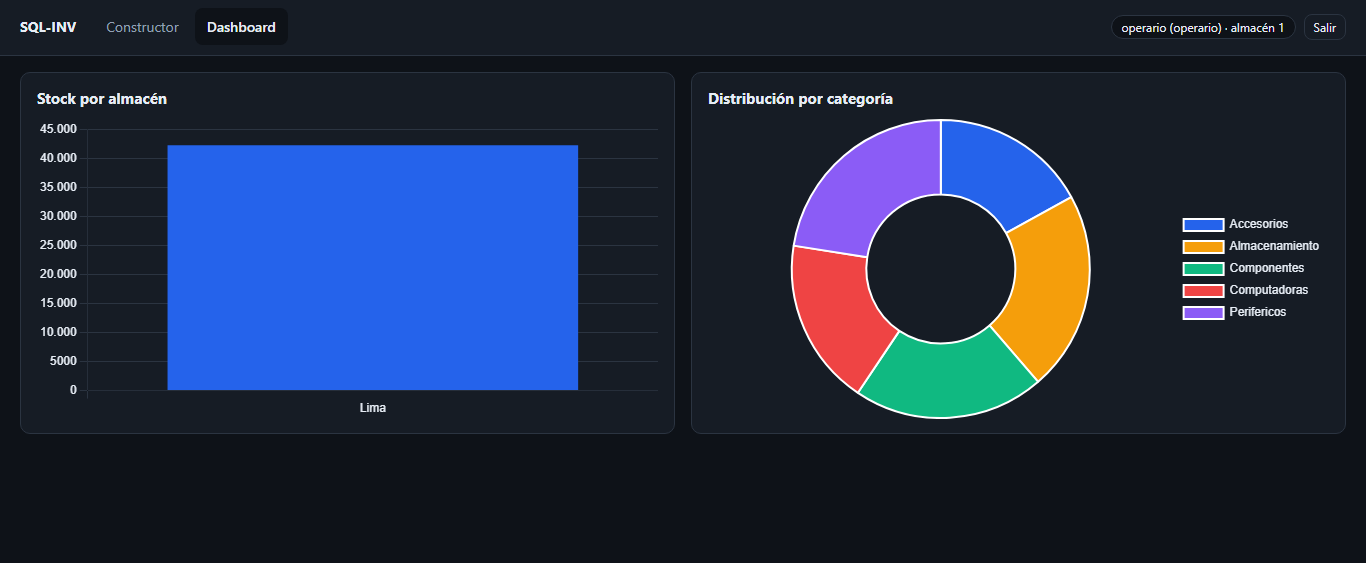 SQL-INV Constructor Dashboard operario (operario) · almacén 1 Salir
Stock por almacén
45.000
40.000
35.000
30.000
25.000
20.000
15.000
10.000
5000
0
Lima
Distribución por categoría
Accesorios
Almacenamiento
Componentes
Computadoras
Perifericos